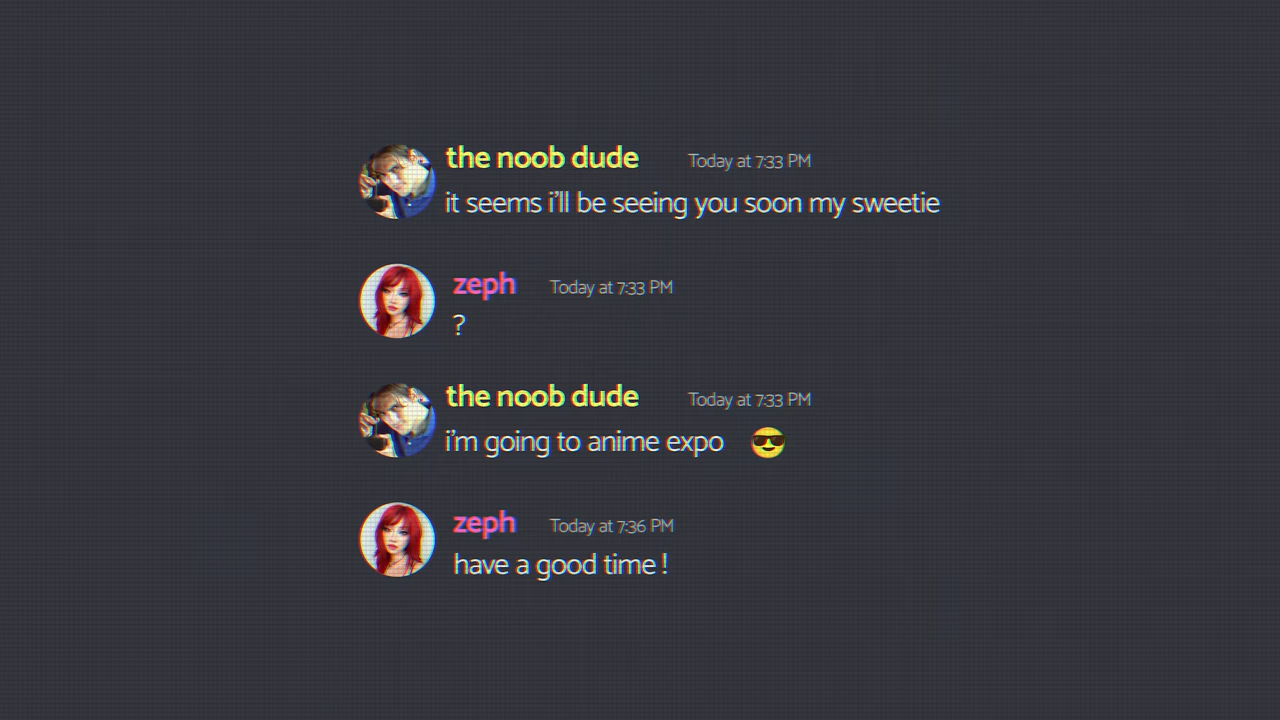 the noob dude Today at 7:33 PM
it seems i'll be seeing you soon my sweetie
zeph Today at 7:33 PM
?
the noob dude Today at 7:33 PM
i'm going to anime expo 😎
zeph Today at 7:36 PM
have a good time !